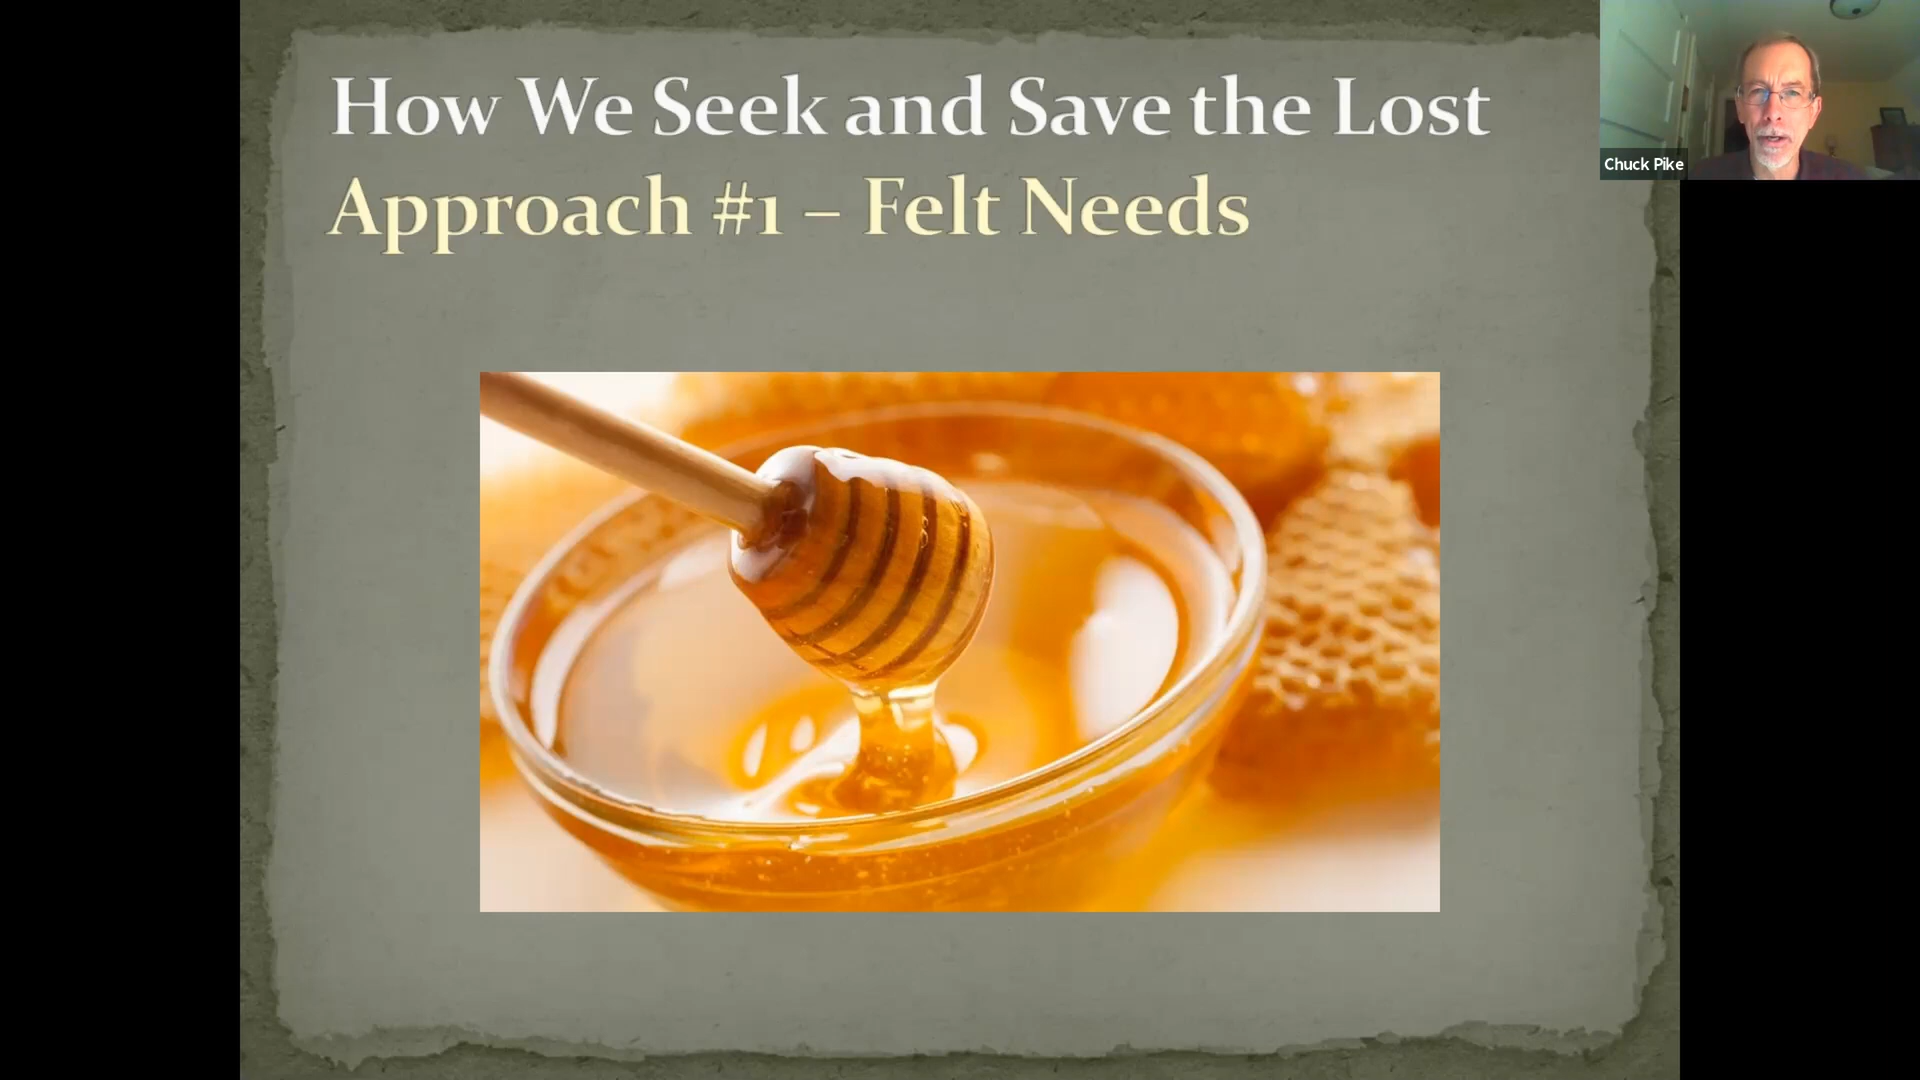 How We Seek and Save the Lost
Approach #1 – Felt Needs
Chuck Pike